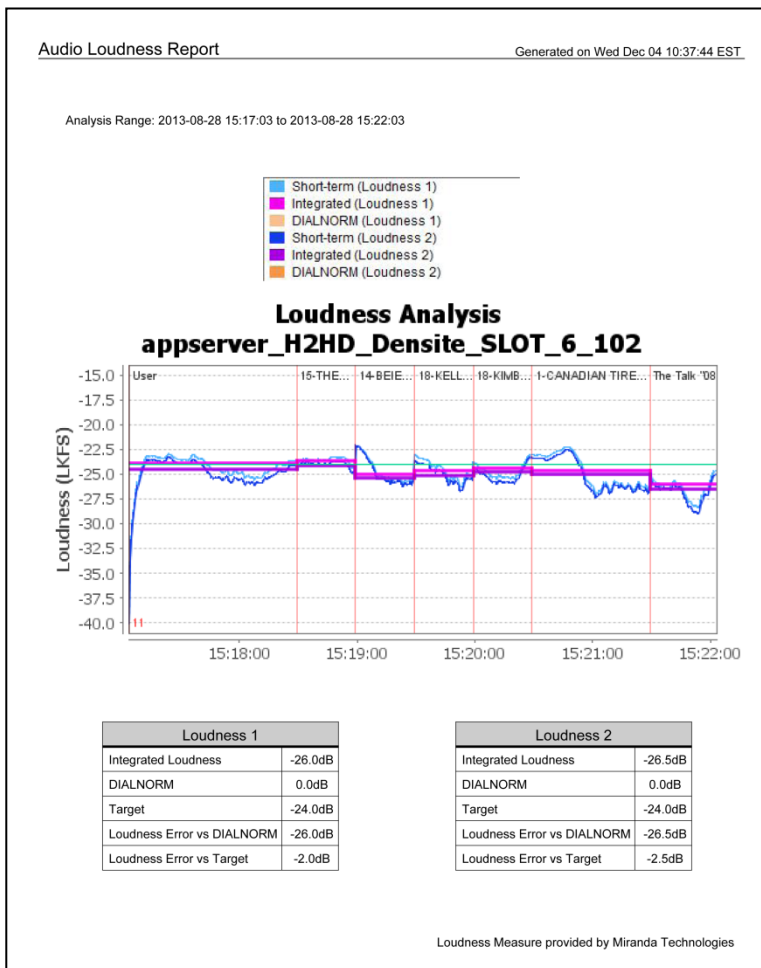 Audio Loudness Report
Generated on Wed Dec 04 10:37:44 EST
Analysis Range: 2013-08-28 15:17:03 to 2013-08-28 15:22:03
Short-term (Loudness 1)
Integrated (Loudness 1)
DIALNORM (Loudness 1)
Short-term (Loudness 2)
Integrated (Loudness 2)
DIALNORM (Loudness 2)
Loudness Analysis
appserver_H2HD_Densite_SLOT_6_102
Loudness (LKFS)
-15.0
-17.5
-20.0
-22.5
-25.0
-27.5
-30.0
-32.5
-35.0
-37.5
-40.0
User
15-THE...
14-BEIE...
18-KELL...
18-KIMB...
1-CANADIAN TIRE...
The Talk "08
11
15:18:00
15:19:00
15:20:00
15:21:00
15:22:00
Loudness 1
Integrated Loudness -26.0dB
DIALNORM 0.0dB
Target -24.0dB
Loudness Error vs DIALNORM -26.0dB
Loudness Error vs Target -2.0dB
Loudness 2
Integrated Loudness -26.5dB
DIALNORM 0.0dB
Target -24.0dB
Loudness Error vs DIALNORM -26.5dB
Loudness Error vs Target -2.5dB
Loudness Measure provided by Miranda Technologies